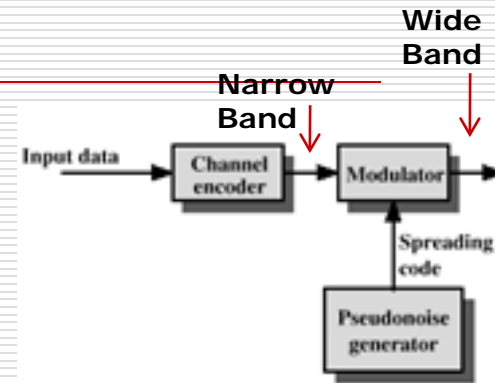 Wide
Band
Narrow
Band
Input data
Channel
encoder
Modulator
Spreading
code
Pseudonoise
generator